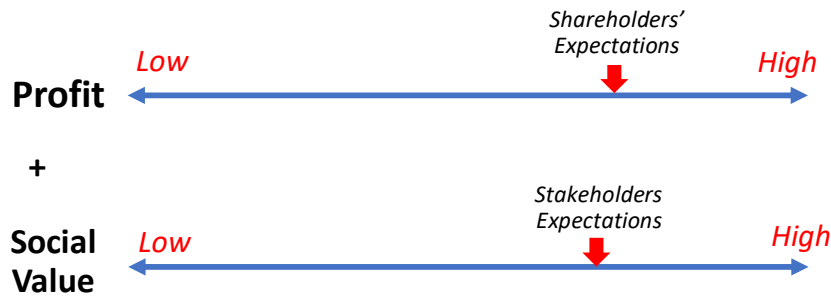 Shareholders’
Expectations
Low
High
Profit
+
Stakeholders
Expectations
Low
High
Social
Value